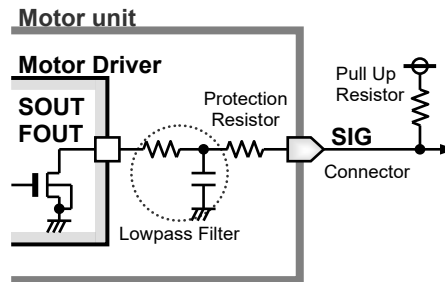 Motor unit
Motor Driver
SOUT
FOUT
Protection
Resistor
Pull Up
Resistor
SIG
Connector
Lowpass Filter